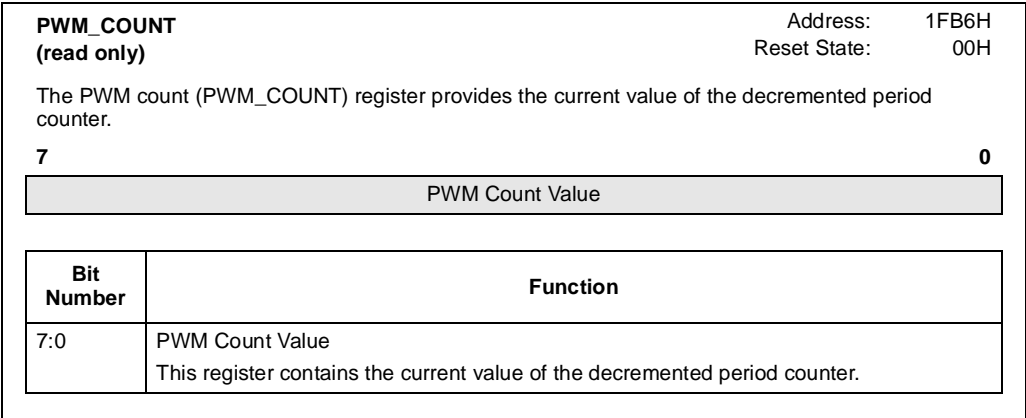 PWM_COUNT Address: 1FB6H
(read only) Reset State: 00H
The PWM count (PWM_COUNT) register provides the current value of the decremented period
counter.
7 0
PWM Count Value
Bit
Number
Function
7:0 PWM Count Value
This register contains the current value of the decremented period counter.